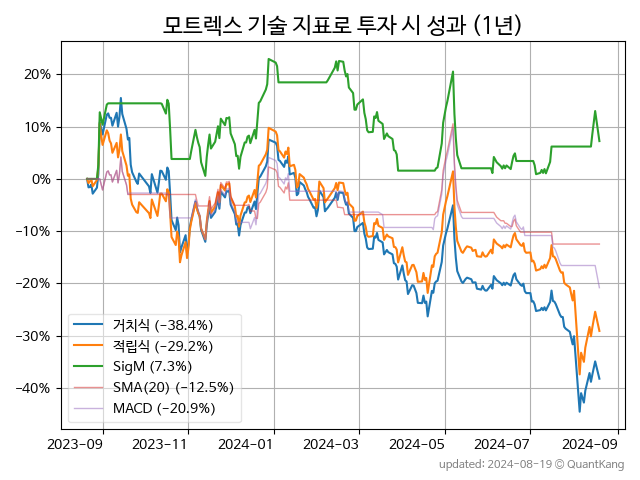 모트렉스 기술 지표로 투자 시 성과 (1년)
20%
10%
0%
−10%
−20%
−30%
−40%
거치식 (−38.4%)
적립식 (−29.2%)
SigM (7.3%)
SMA(20) (−12.5%)
MACD (−20.9%)
2023-09 2023-11 2024-01 2024-03 2024-05 2024-07 2024-09
updated: 2024-08-19 © QuantKang